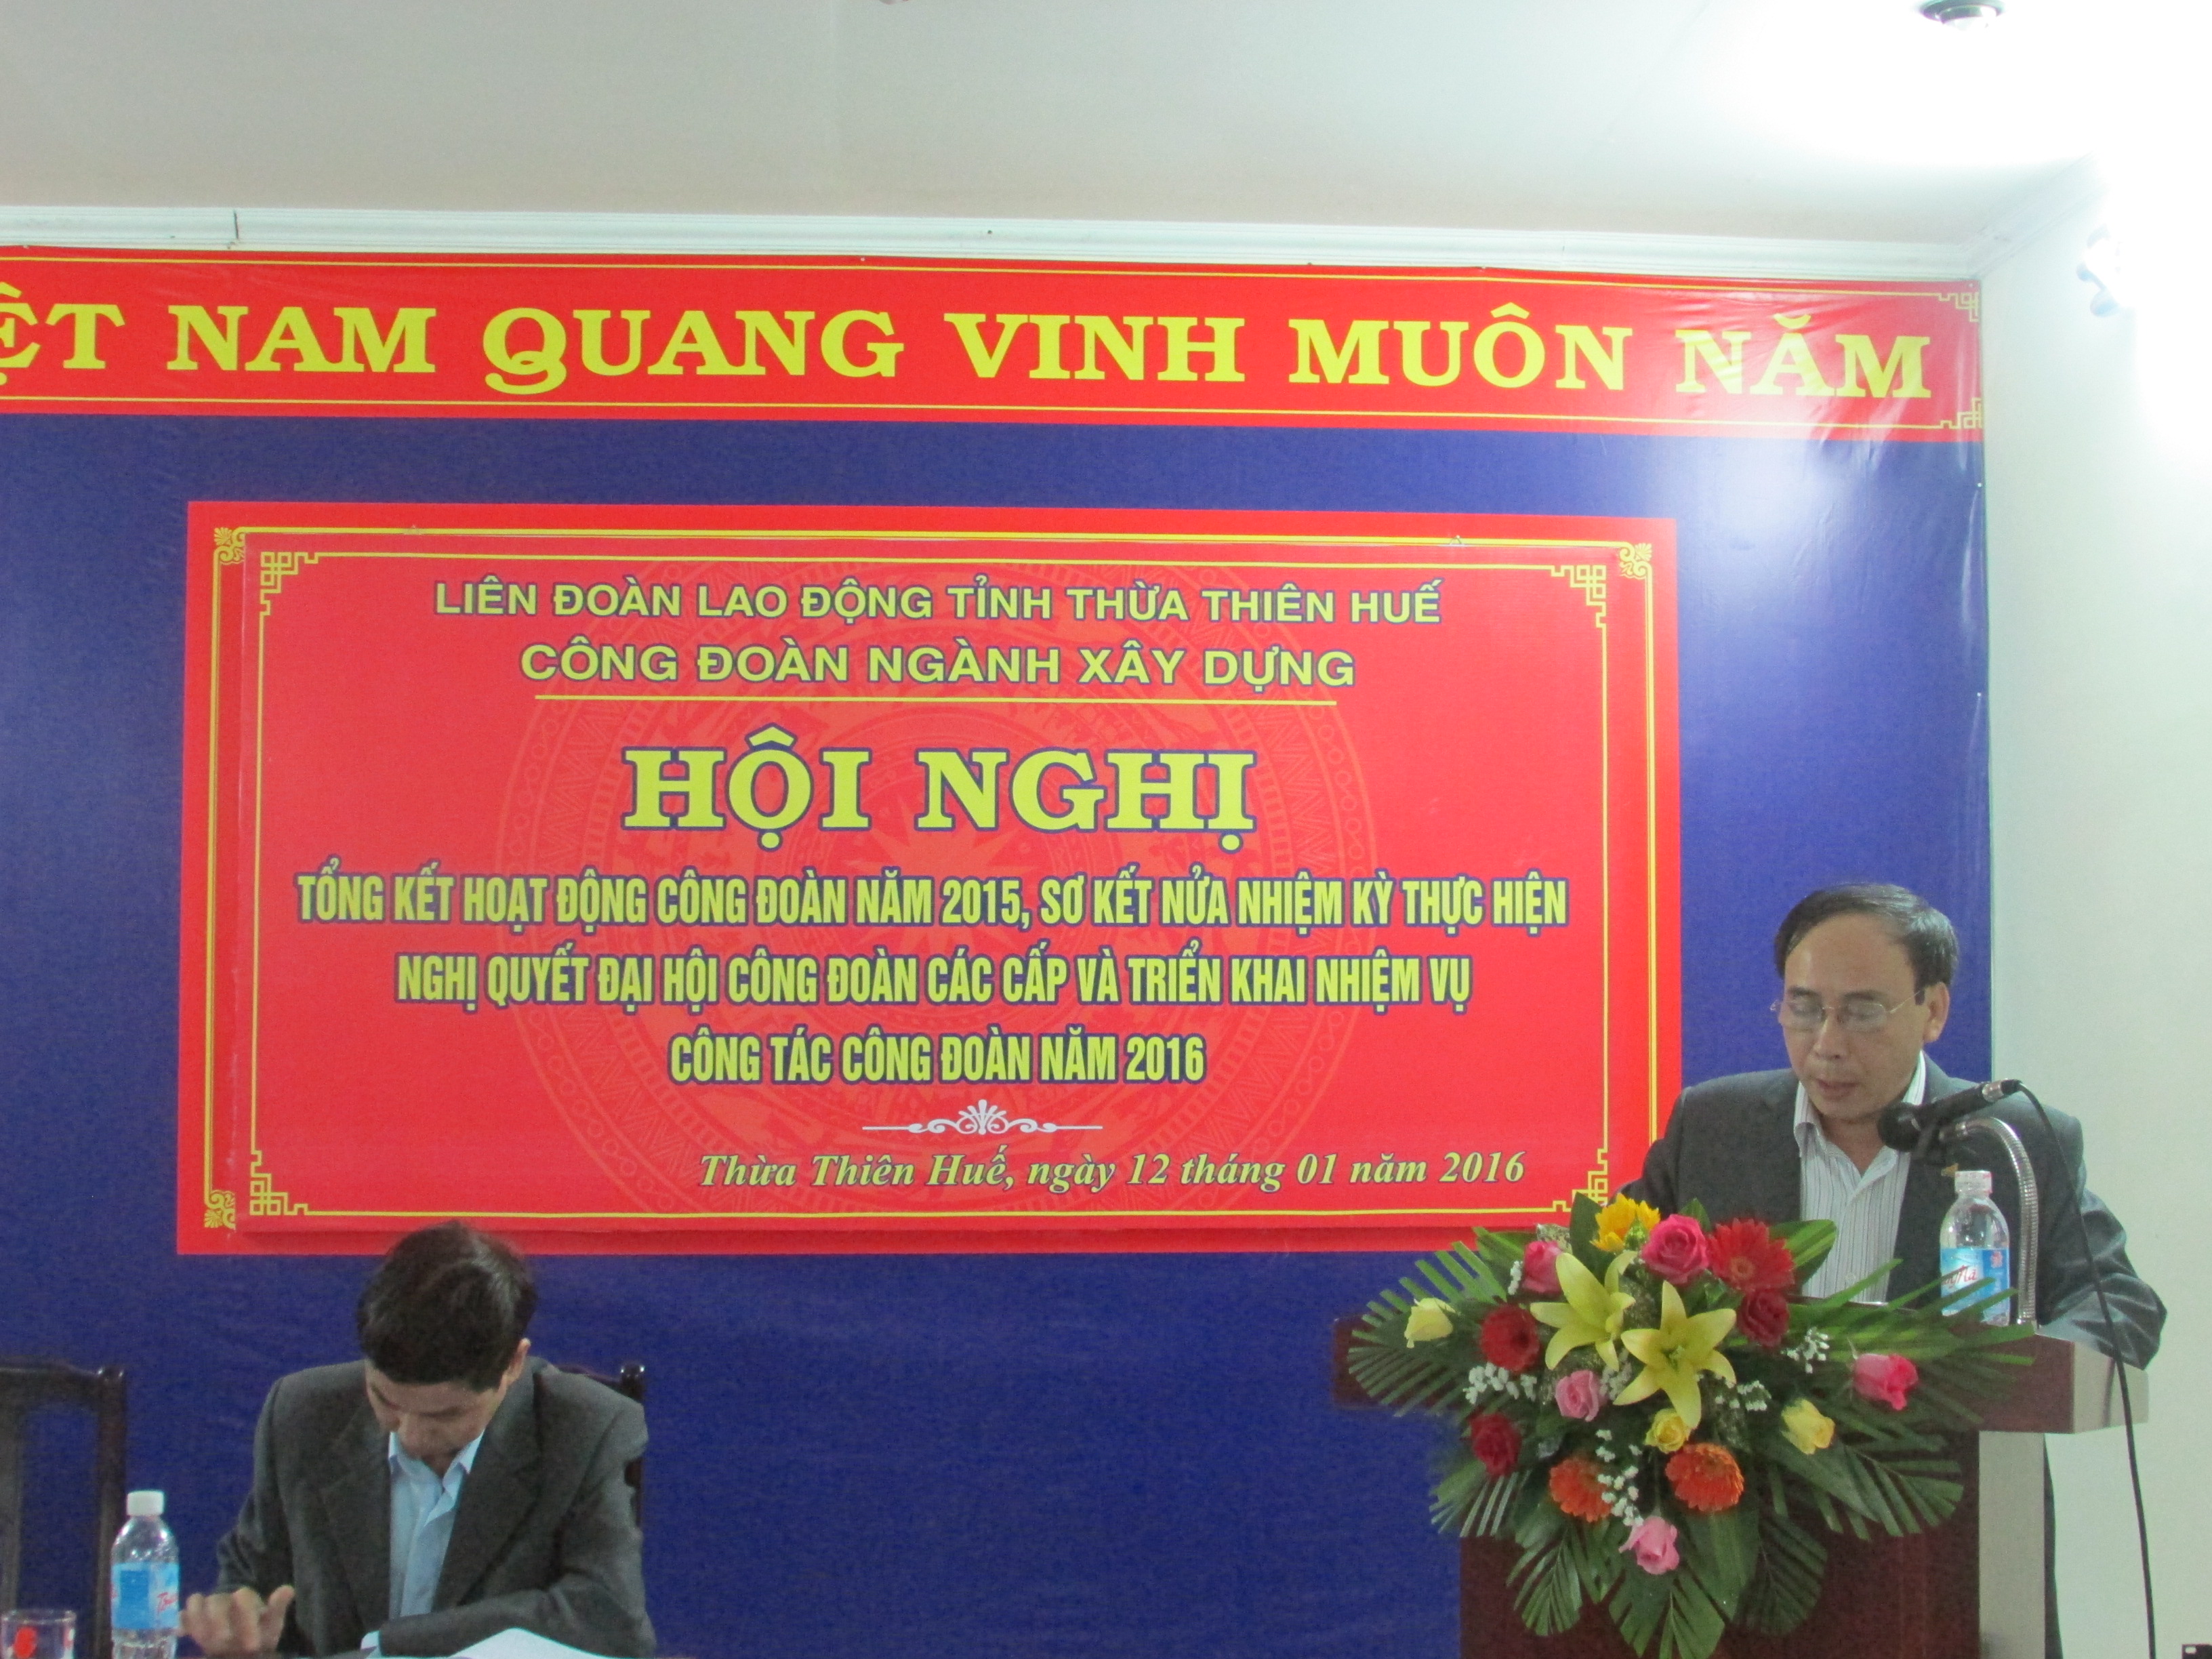 NAM QUANG VINH MUÔN NĂM
LIÊN ĐOÀN LAO ĐỘNG TỈNH THỪA THIÊN HUẾ
CÔNG ĐOÀN NGÀNH XÂY DỰNG
HỘI NGHỊ
TỔNG KẾT HOẠT ĐỘNG CÔNG ĐOÀN NĂM 2015, SƠ KẾT NỬA NHIỆM KỲ THỰC HIỆN
NGHỊ QUYẾT ĐẠI HỘI CÔNG ĐOÀN CÁC CẤP VÀ TRIỂN KHAI NHIỆM VỤ
CÔNG TÁC CÔNG ĐOÀN NĂM 2016
Thừa Thiên Huế, ngày 12 tháng 01 năm 2016